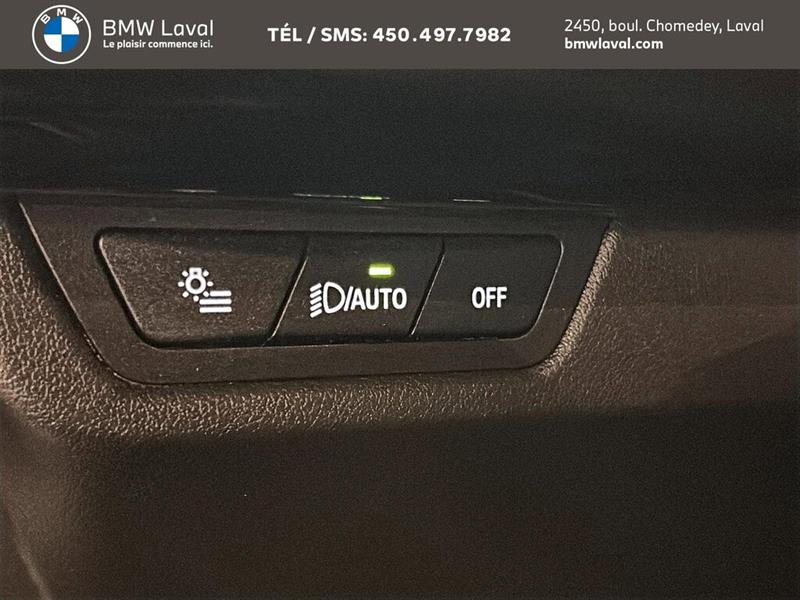 BMW
BMW Laval
Le plaisir commence ici.
TÉL / SMS: 450.497.7982
2450, boul. Chomedey, Laval
bmwlaval.com
/AUTO
OFF